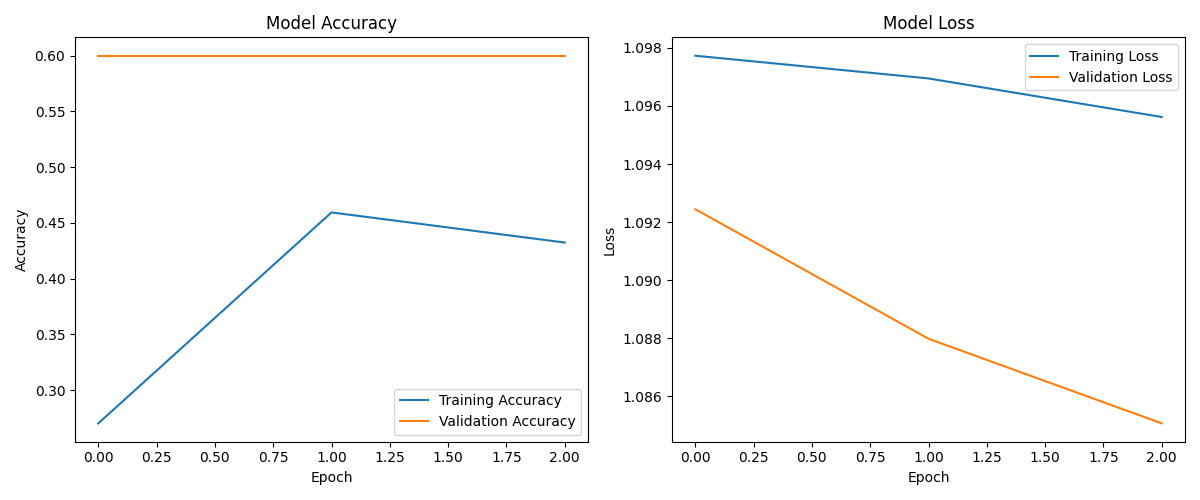 Model Accuracy
0.60
0.55
0.50
0.45
0.40
0.35
0.30
Accuracy
0.00 0.25 0.50 0.75 1.00 1.25 1.50 1.75 2.00
Epoch
Training Accuracy
Validation Accuracy
Model Loss
1.098
1.096
1.094
1.092
1.090
1.088
1.086
Loss
0.00 0.25 0.50 0.75 1.00 1.25 1.50 1.75 2.00
Epoch
Training Loss
Validation Loss